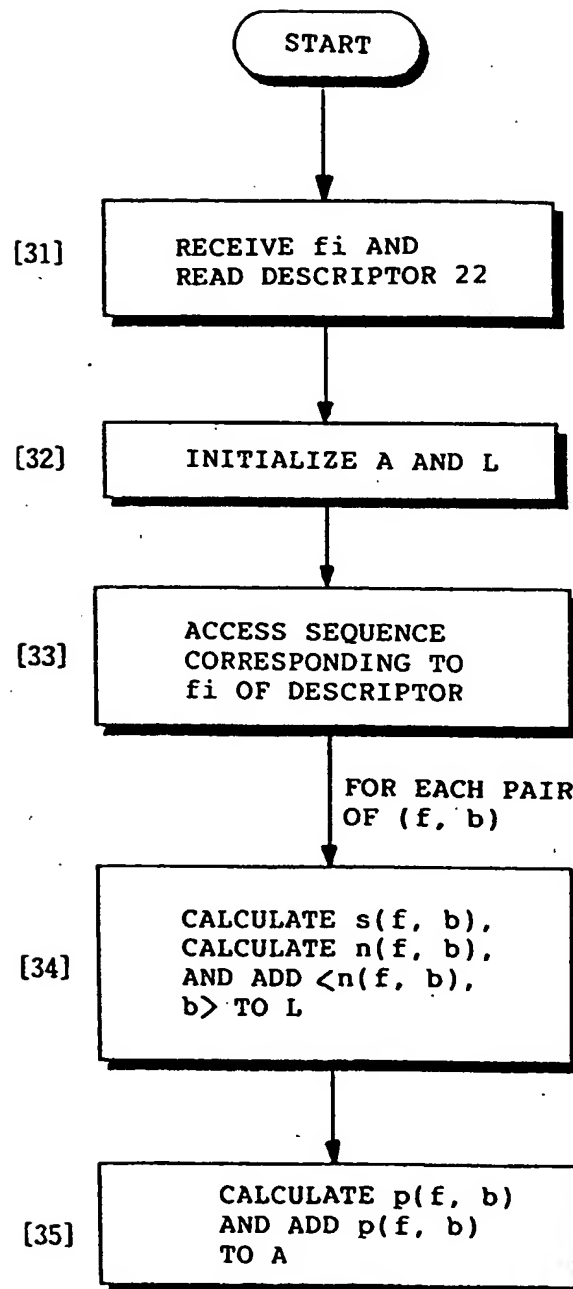 START
[31]
RECEIVE fi AND
READ DESCRIPTOR 22
[32]
INITIALIZE A AND L
[33]
ACCESS SEQUENCE
CORRESPONDING TO
fi OF DESCRIPTOR
FOR EACH PAIR
OF (f, b)
[34]
CALCULATE s(f, b),
CALCULATE n(f, b),
AND ADD <n(f, b),
b> TO L
[35]
CALCULATE p(f, b)
AND ADD p(f, b)
TO A